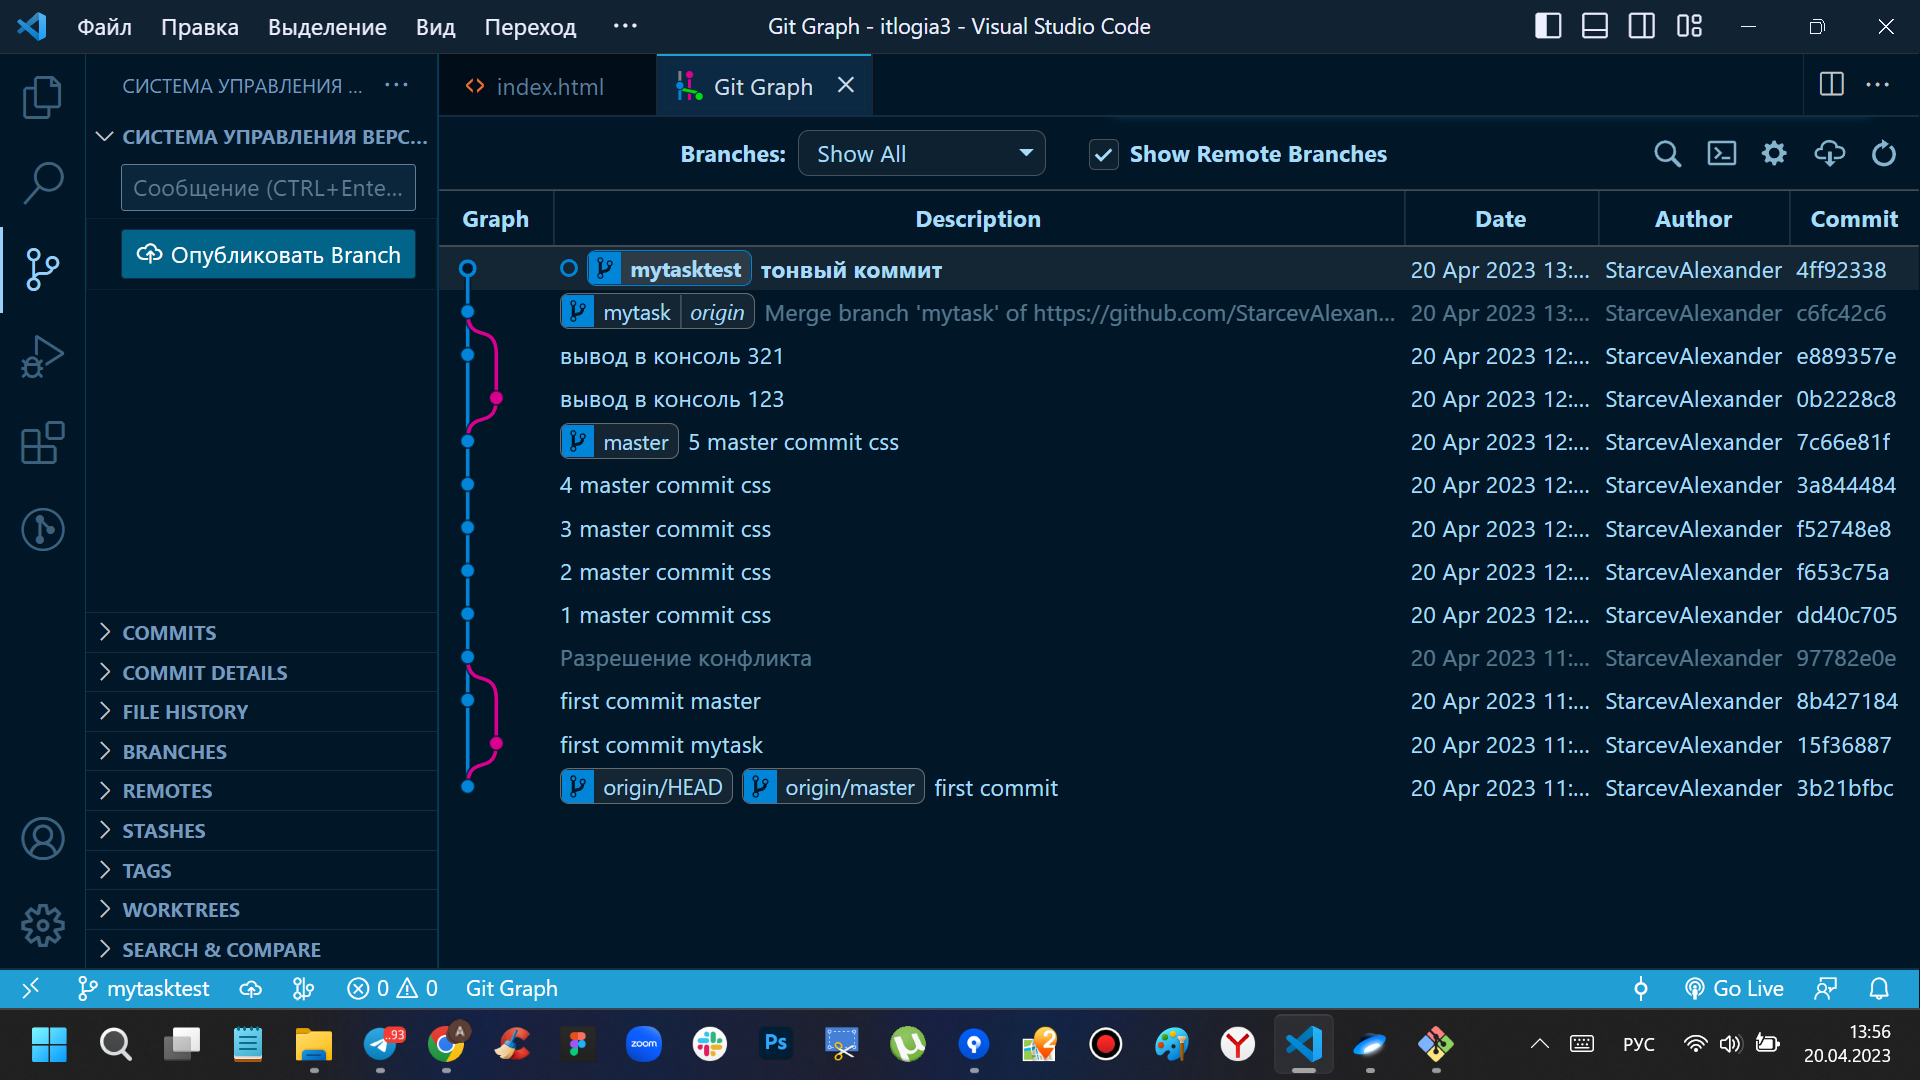 Файл Правка Выделение Вид Переход ··· Git Graph - itlogia3 - Visual Studio Code
СИСТЕМА УПРАВЛЕНИЯ ... ···
index.html Git Graph
СИСТЕМА УПРАВЛЕНИЯ ВЕРС...
Сообщение (CTRL+Ente...
Опубликовать Branch
Branches: Show All Show Remote Branches
Graph Description Date Author Commit
mytasktest тонвый коммит 20 Apr 2023 13:... StarcevAlexander 4ff92338
mytask origin Merge branch 'mytask' of https://github.com/StarcevAlexan... 20 Apr 2023 13:... StarcevAlexander c6fc42c6
вывод в консоль 321 20 Apr 2023 12:... StarcevAlexander e889357e
вывод в консоль 123 20 Apr 2023 12:... StarcevAlexander 0b2228c8
master 5 master commit css 20 Apr 2023 12:... StarcevAlexander 7c66e81f
4 master commit css 20 Apr 2023 12:... StarcevAlexander 3a844484
3 master commit css 20 Apr 2023 12:... StarcevAlexander f52748e8
2 master commit css 20 Apr 2023 12:... StarcevAlexander f653c75a
1 master commit css 20 Apr 2023 12:... StarcevAlexander dd40c705
Разрешение конфликта 20 Apr 2023 11:... StarcevAlexander 97782e0e
first commit master 20 Apr 2023 11:... StarcevAlexander 8b427184
first commit mytask 20 Apr 2023 11:... StarcevAlexander 15f36887
origin/HEAD origin/master first commit 20 Apr 2023 11:... StarcevAlexander 3b21bfbc
COMMITS
COMMIT DETAILS
FILE HISTORY
BRANCHES
REMOTES
STASHES
TAGS
WORKTREES
SEARCH & COMPARE
mytasktest 0 0 Git Graph Go Live
..93 A zoom Ps 2 РУС
13:56
20.04.2023